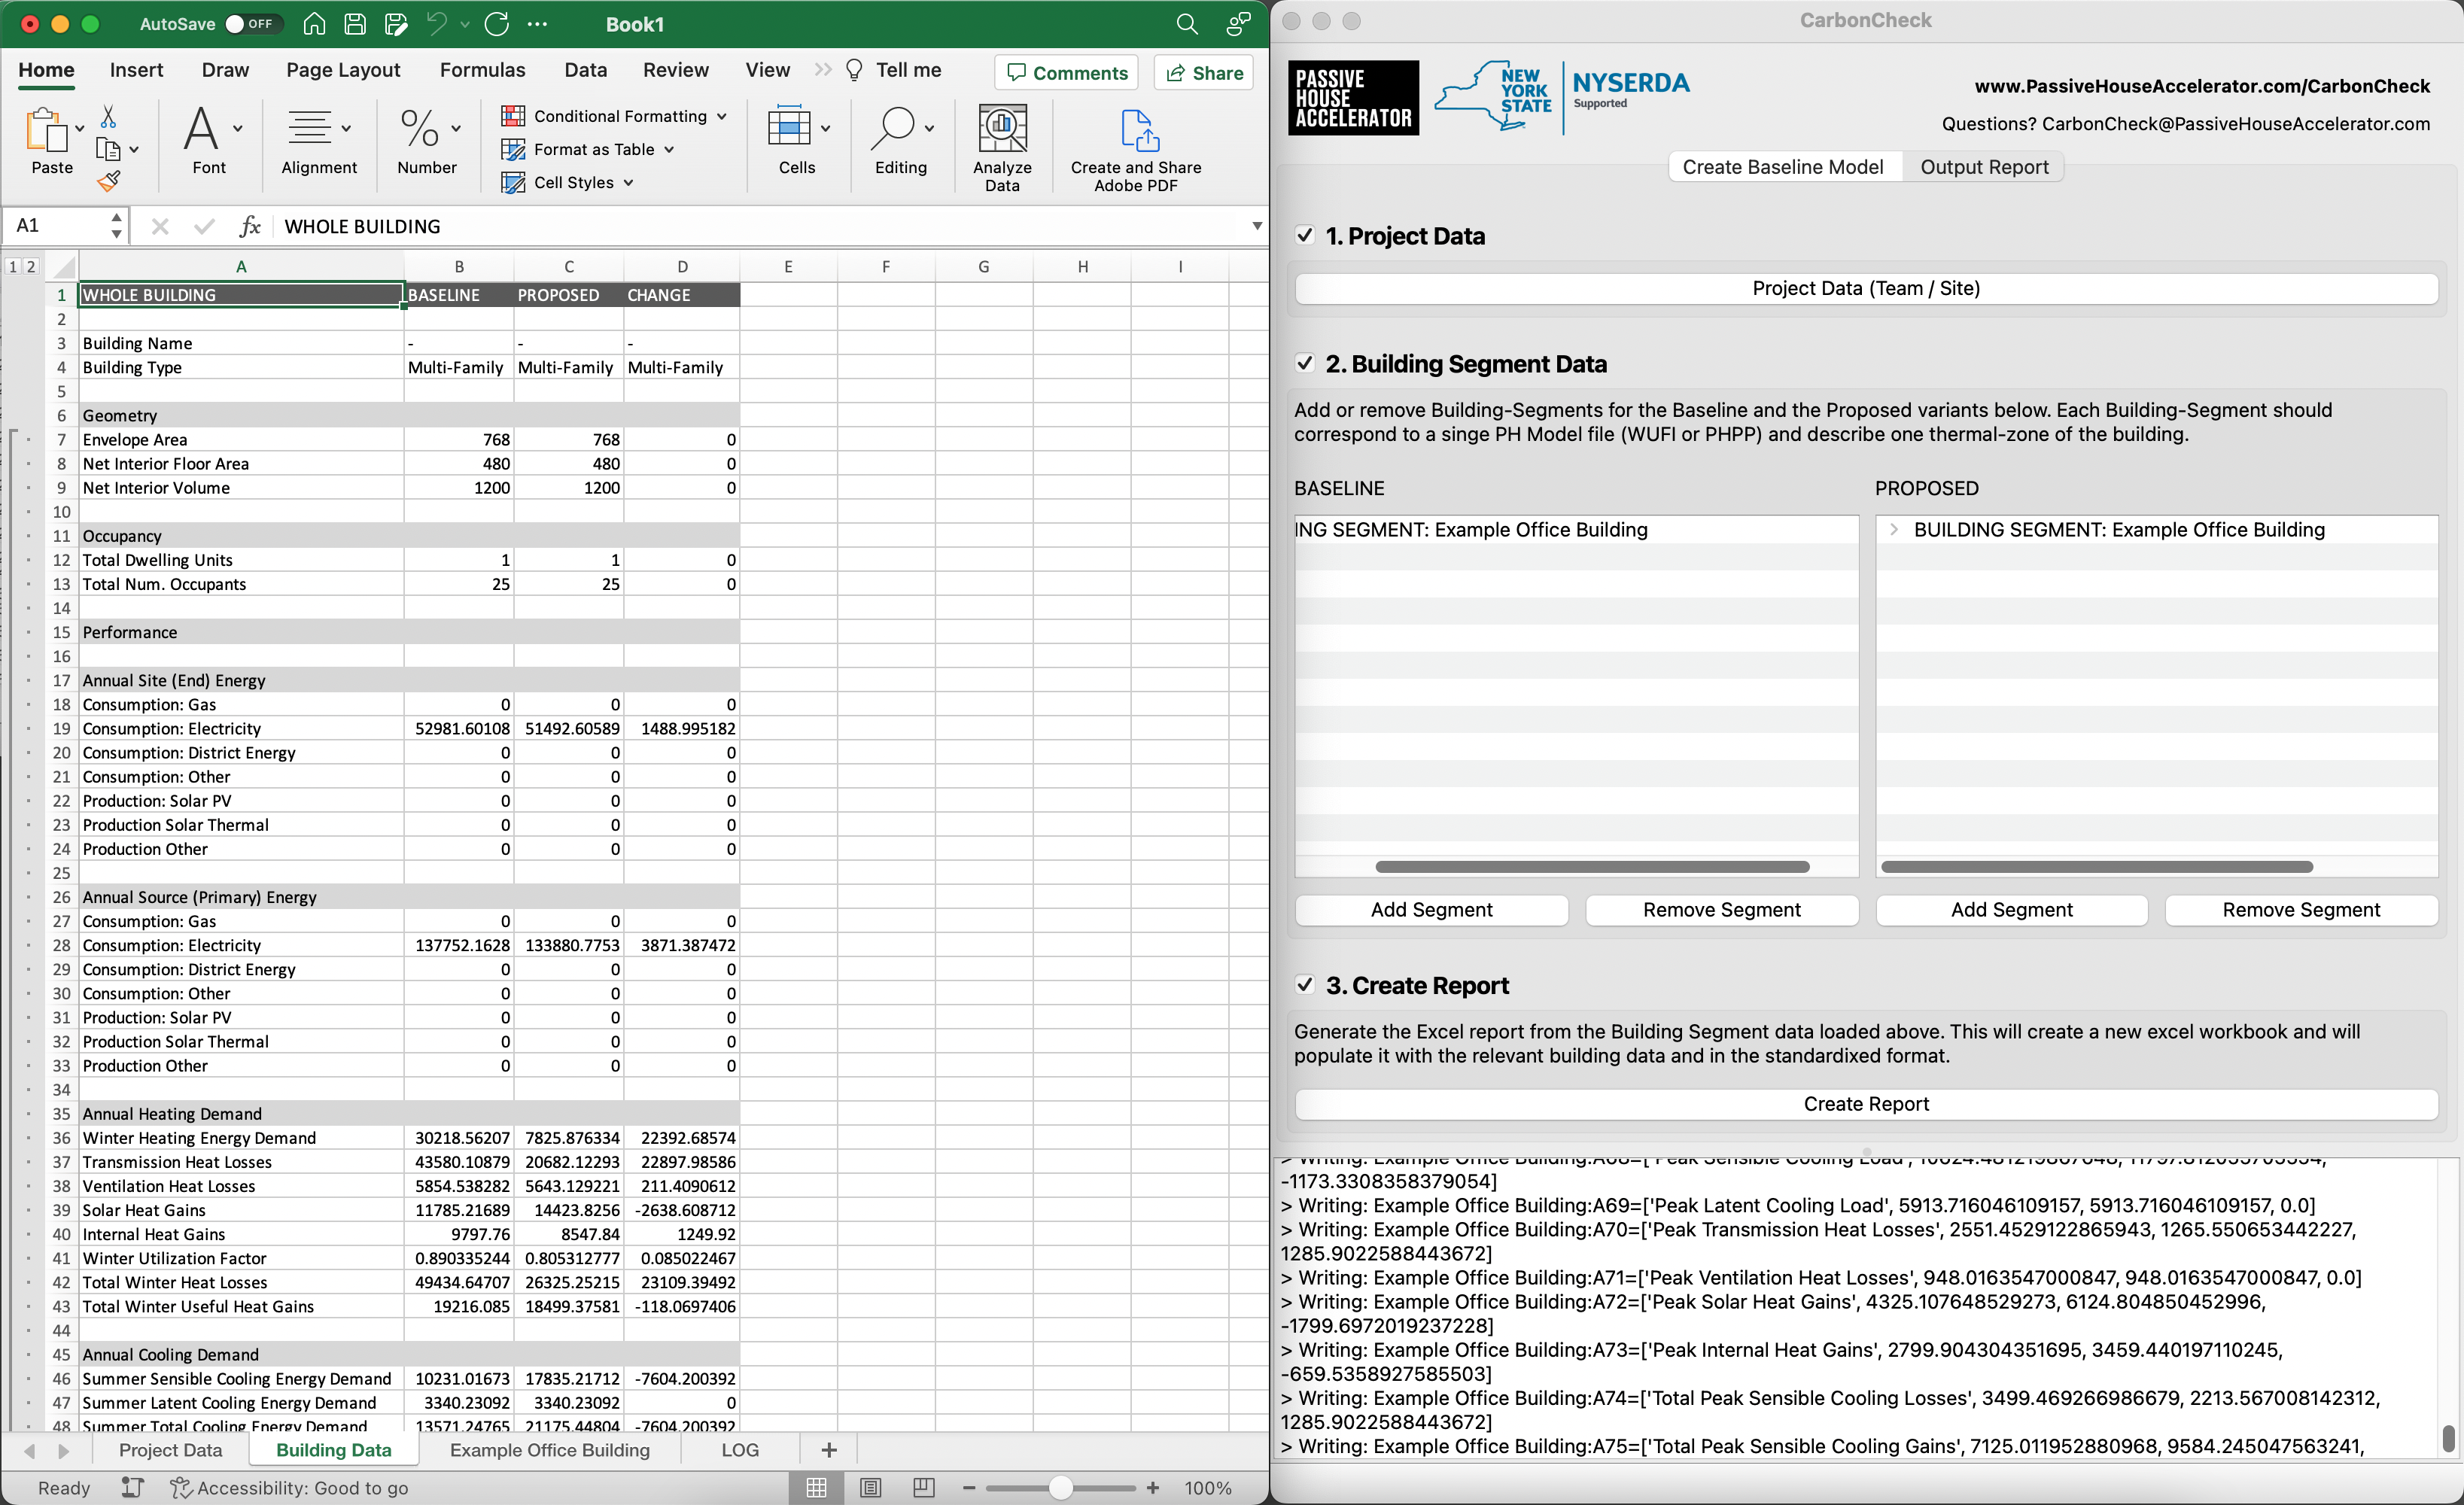 AutoSave OFF Book1
Home Insert Draw Page Layout Formulas Data Review View Tell me Comments Share
Paste Font Alignment Number Conditional Formatting Format as Table Cell Styles Cells Editing Analyze Data Create and Share Adobe PDF
A1 fx WHOLE BUILDING
1 2 A B C D E F G H I
1 WHOLE BUILDING BASELINE PROPOSED CHANGE
2
3 Building Name - - -
4 Building Type Multi-Family Multi-Family Multi-Family
5
6 Geometry
7 Envelope Area 768 768 0
8 Net Interior Floor Area 480 480 0
9 Net Interior Volume 1200 1200 0
10
11 Occupancy
12 Total Dwelling Units 1 1 0
13 Total Num. Occupants 25 25 0
14
15 Performance
16
17 Annual Site (End) Energy
18 Consumption: Gas 0 0 0
19 Consumption: Electricity 52981.60108 51492.60589 1488.995182
20 Consumption: District Energy 0 0 0
21 Consumption: Other 0 0 0
22 Production: Solar PV 0 0 0
23 Production Solar Thermal 0 0 0
24 Production Other 0 0 0
25
26 Annual Source (Primary) Energy
27 Consumption: Gas 0 0 0
28 Consumption: Electricity 137752.1628 133880.7753 3871.387472
29 Consumption: District Energy 0 0 0
30 Consumption: Other 0 0 0
31 Production: Solar PV 0 0 0
32 Production Solar Thermal 0 0 0
33 Production Other 0 0 0
34
35 Annual Heating Demand
36 Winter Heating Energy Demand 30218.56207 7825.876334 22392.68574
37 Transmission Heat Losses 43580.10879 20682.12293 22897.98586
38 Ventilation Heat Losses 5854.538282 5643.129221 211.4090612
39 Solar Heat Gains 11785.21689 14423.8256 -2638.608712
40 Internal Heat Gains 9797.76 8547.84 1249.92
41 Winter Utilization Factor 0.890335244 0.805312777 0.085022467
42 Total Winter Heat Losses 49434.64707 26325.25215 23109.39492
43 Total Winter Useful Heat Gains 19216.085 18499.37581 -118.0697406
44
45 Annual Cooling Demand
46 Summer Sensible Cooling Energy Demand 10231.01673 17835.21712 -7604.200392
47 Summer Latent Cooling Energy Demand 3340.23092 3340.23092 0
48 Summer Total Cooling Energy Demand 13571.24765 21175.44804 -7604.200392
Project Data Building Data Example Office Building LOG +
Ready Accessibility: Good to go 100%
CarbonCheck
PASSIVE
HOUSE
ACCELERATOR
NEW
YORK
STATE
NYSERDA
Supported
www.PassiveHouseAccelerator.com/CarbonCheck
Questions? CarbonCheck@PassiveHouseAccelerator.com
Create Baseline Model Output Report
1. Project Data
Project Data (Team / Site)
2. Building Segment Data
Add or remove Building-Segments for the Baseline and the Proposed variants below. Each Building-Segment should
correspond to a singe PH Model file (WUFI or PHPP) and describe one thermal-zone of the building.
BASELINE PROPOSED
ING SEGMENT: Example Office Building
BUILDING SEGMENT: Example Office Building
Add Segment Remove Segment Add Segment Remove Segment
3. Create Report
Generate the Excel report from the Building Segment data loaded above. This will create a new excel workbook and will
populate it with the relevant building data and in the standardixed format.
Create Report
-1173.3308358379054]
> Writing: Example Office Building:A69=['Peak Latent Cooling Load', 5913.716046109157, 5913.716046109157, 0.0]
> Writing: Example Office Building:A70=['Peak Transmission Heat Losses', 2551.4529122865943, 1265.550653442227,
1285.9022588443672]
> Writing: Example Office Building:A71=['Peak Ventilation Heat Losses', 948.0163547000847, 948.0163547000847, 0.0]
> Writing: Example Office Building:A72=['Peak Solar Heat Gains', 4325.107648529273, 6124.804850452996,
-1799.6972019237228]
> Writing: Example Office Building:A73=['Peak Internal Heat Gains', 2799.904304351695, 3459.440197110245,
-659.5358927585503]
> Writing: Example Office Building:A74=['Total Peak Sensible Cooling Losses', 3499.469266986679, 2213.567008142312,
1285.9022588443672]
> Writing: Example Office Building:A75=['Total Peak Sensible Cooling Gains', 7125.011952880968, 9584.245047563241,